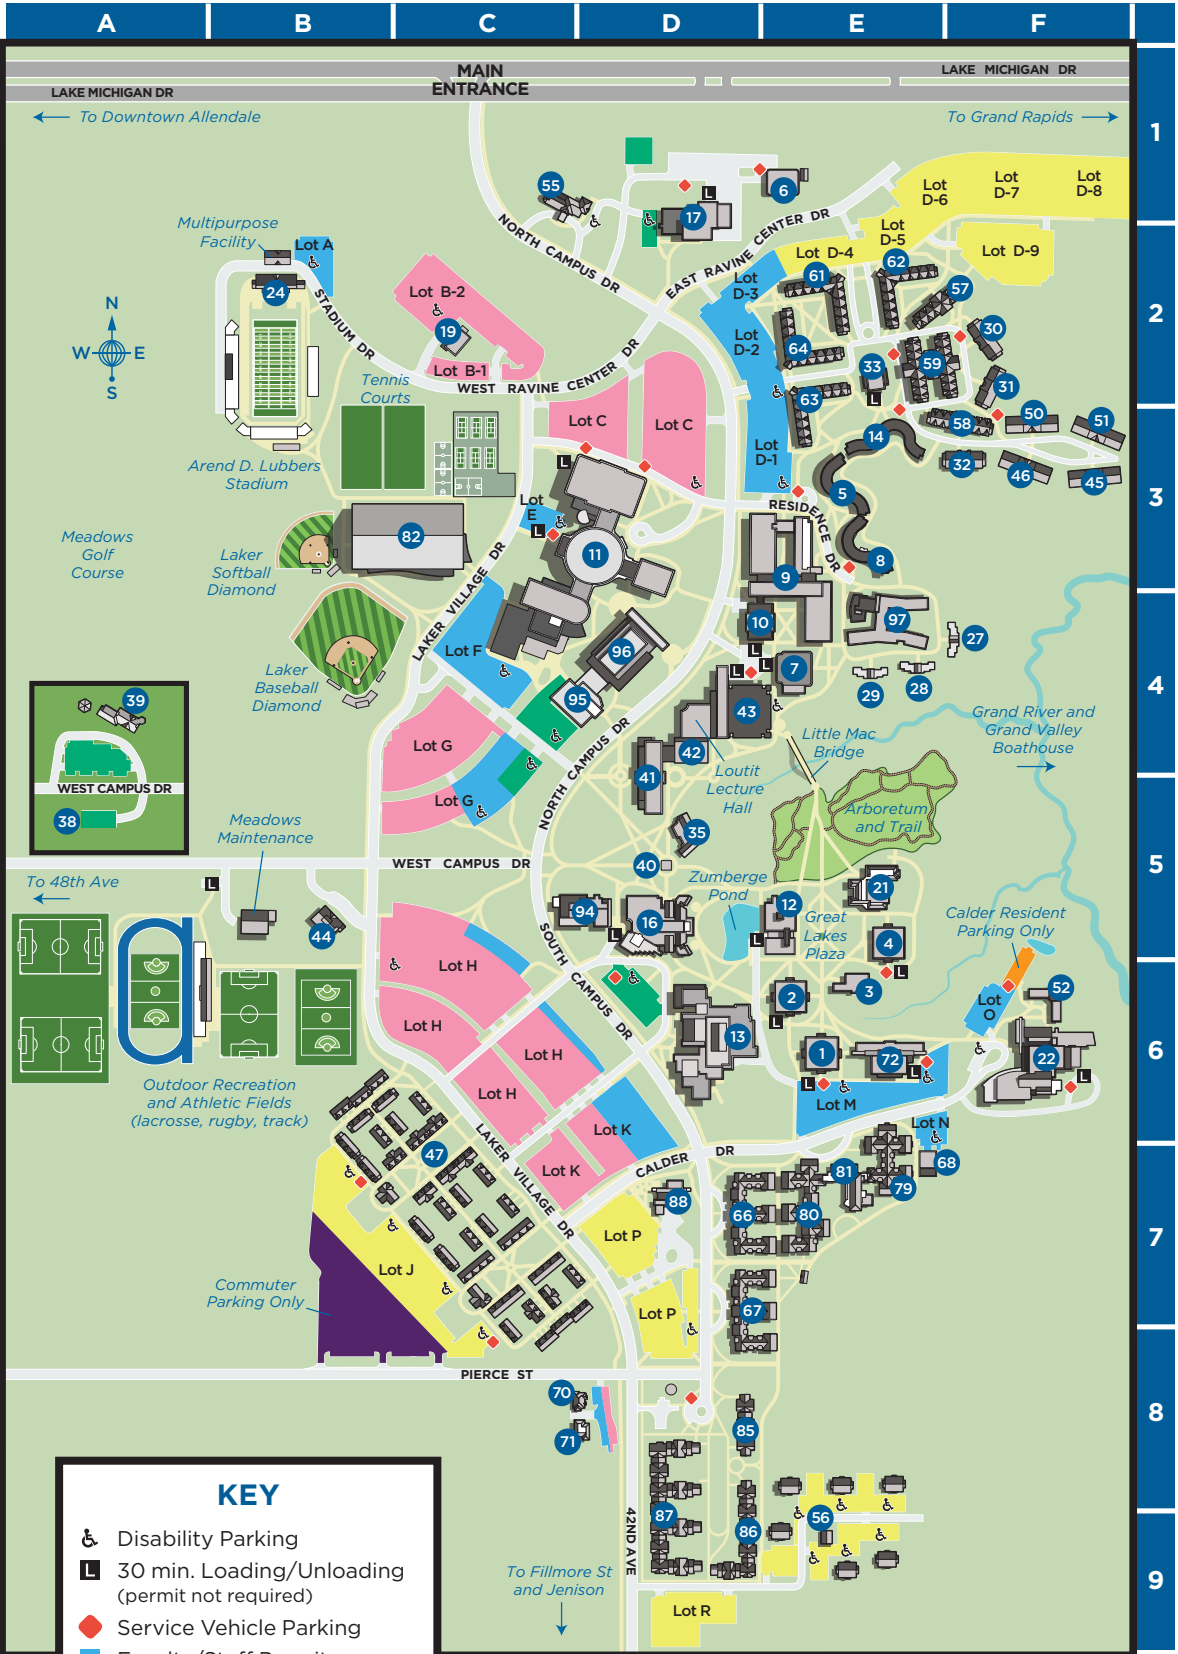 A B C D E F
MAIN
ENTRANCE
LAKE MICHIGAN DR
LAKE MICHIGAN DR
To Downtown Allendale
To Grand Rapids
1
55
6
17
Lot
D-6
Lot
D-7
Lot
D-8
NORTH CAMPUS DR
EAST RAVINE CENTER DR
Multipurpose
Facility
Lot A
24
STADIUM DR
Lot B-2
19
Lot B-1
WEST RAVINE CENTER DR
Lot
D-5
Lot D-4
Lot D-9
61
62
Lot
D-3
57
Lot
D-2
64
30
33
59
31
63
2
N
W E
S
Tennis
Courts
Lot C
Lot C
58
50
51
14
Lot
D-1
32
46
45
Arend D. Lubbers
Stadium
3
Lot
E
5
RESIDENCE DR
Meadows
Golf
Course
82
11
Laker
Softball
Diamond
8
9
LAKER VILLAGE DR
10
97
27
Lot F
96
7
29
28
Laker
Baseball
Diamond
95
4
39
43
Grand River and
Grand Valley
Boathouse
Lot G
NORTH CAMPUS DR
42
Little Mac
Bridge
41
Loutit
Lecture
Hall
WEST CAMPUS DR
38
Lot G
Arboretum
and Trail
Meadows
Maintenance
35
WEST CAMPUS DR
40
5
To 48th Ave
Zumberge
Pond
21
44
94
16
12
Great
Lakes
Plaza
4
Calder Resident
Parking Only
SOUTH CAMPUS DR
Lot H
3
2
Lot
O
52
Lot H
13
Lot H
1
72
22
6
Outdoor Recreation
and Athletic Fields
(lacrosse, rugby, track)
Lot H
Lot M
Lot K
Lot N
LAKER VILLAGE DR
47
Lot K
CALDER DR
81
68
79
88
66
80
7
Lot P
Lot J
Commuter
Parking Only
Lot P
67
PIERCE ST
70
71
8
85
KEY
Disability Parking
L 30 min. Loading/Unloading
(permit not required)
Service Vehicle Parking
42ND AVE
87
86
56
To Fillmore St
and Jenison
9
Lot R